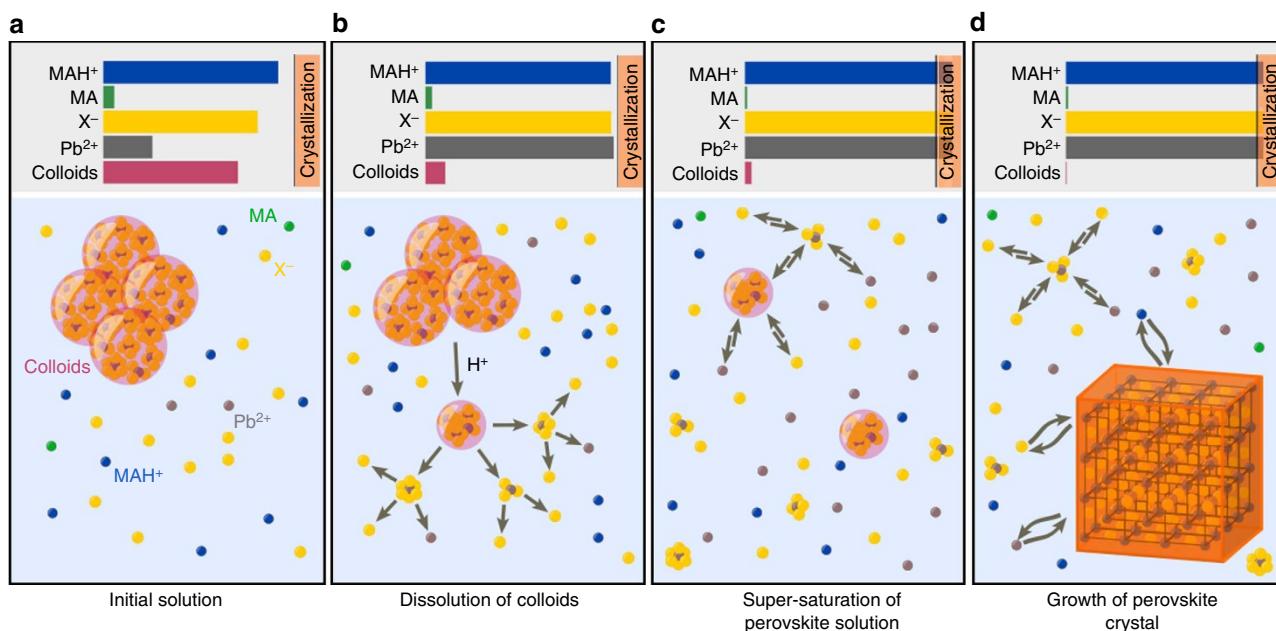 a
MAH⁺
MA
X⁻
Pb²⁺
Colloids
Crystallization
MA
X⁻
Colloids
Pb²⁺
MAH⁺
Initial solution
b
MAH⁺
MA
X⁻
Pb²⁺
Colloids
Crystallization
H⁺
Dissolution of colloids
c
MAH⁺
MA
X⁻
Pb²⁺
Colloids
Crystallization
Super-saturation of
perovskite solution
d
MAH⁺
MA
X⁻
Pb²⁺
Colloids
Crystallization
Growth of perovskite
crystal